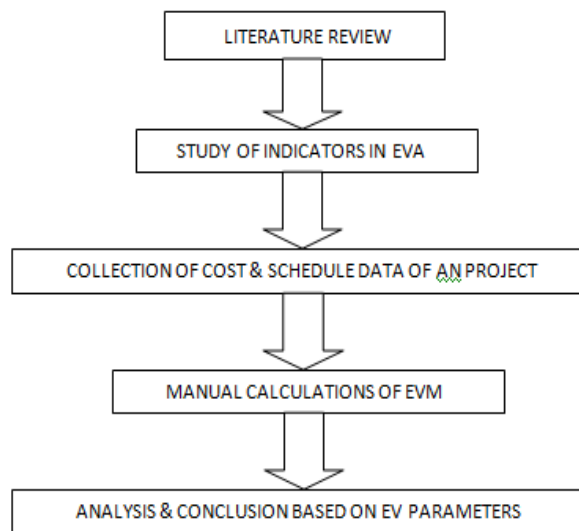 LITERATURE REVIEW
STUDY OF INDICATORS IN EVA
COLLECTION OF COST & SCHEDULE DATA OF AN PROJECT
MANUAL CALCULATIONS OF EVM
ANALYSIS & CONCLUSION BASED ON EV PARAMETERS